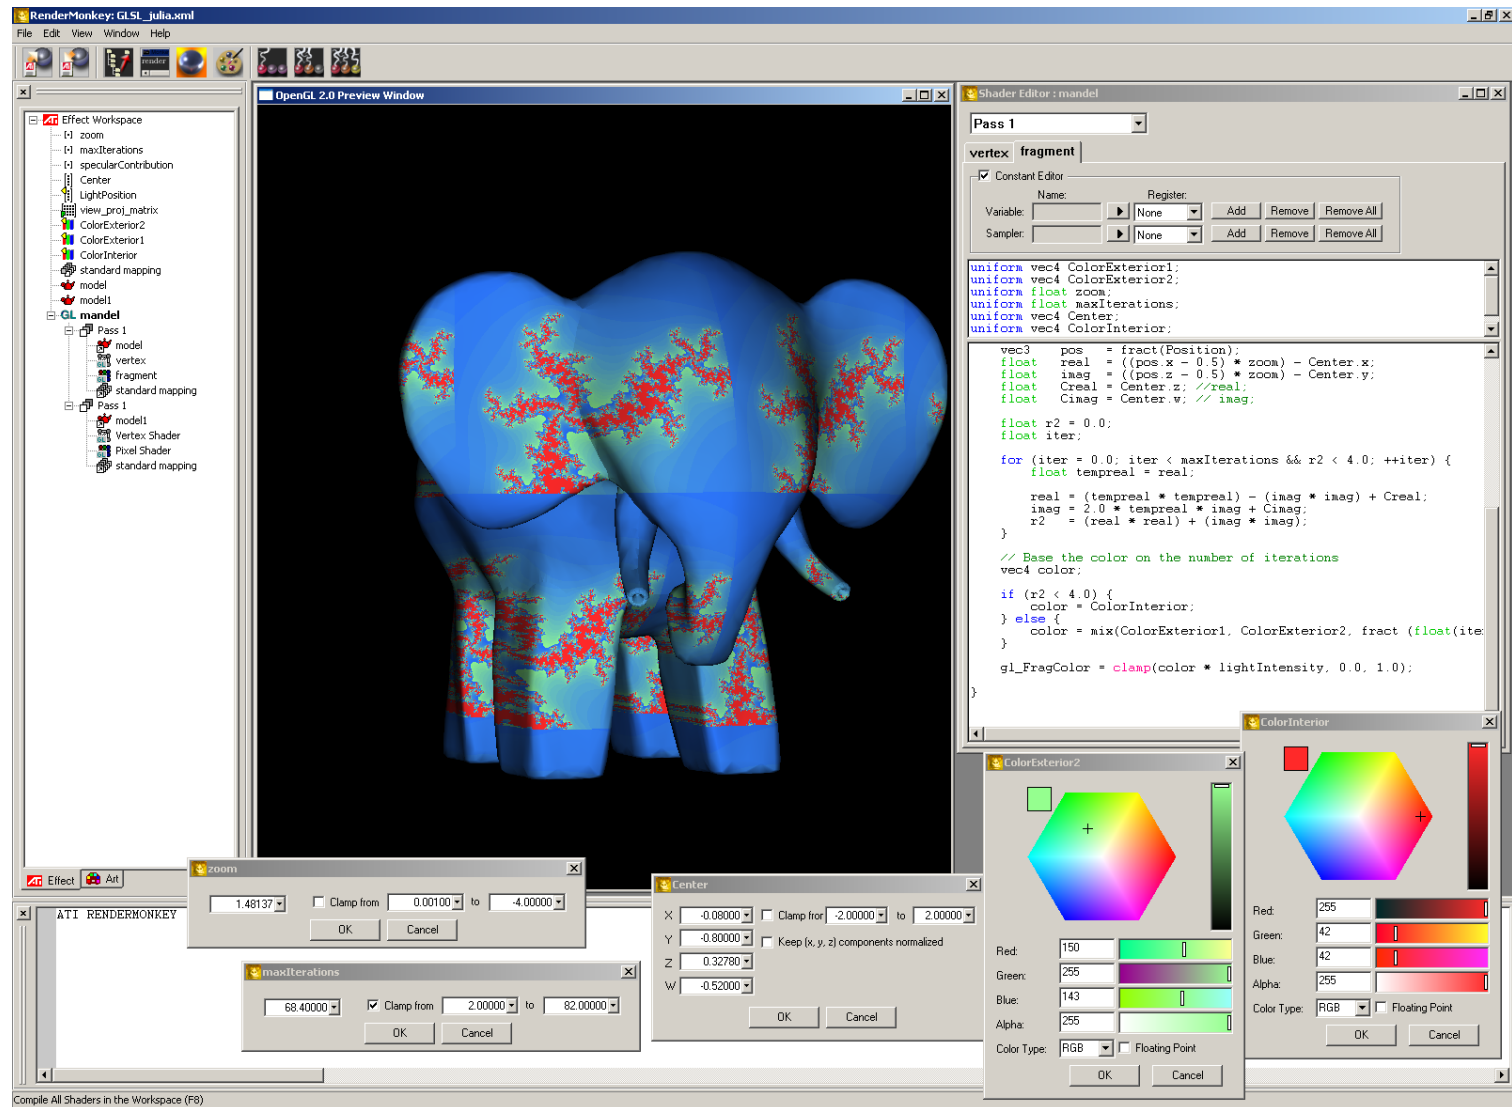 RenderMonkey: GLSL_julia.xml
File Edit View Window Help
render
Effect Workspace
zoom
maxIterations
specularContribution
Center
LightPosition
view_proj_matrix
ColorExterior2
ColorExterior1
ColorInterior
standard mapping
model
model1
GL mandel
Pass 1
model
vertex
fragment
standard mapping
Pass 1
model1
Vertex Shader
Pixel Shader
standard mapping
Effect Art
OpenGL 2.0 Preview Window
Shader Editor : mandel
Pass 1
vertex fragment
Constant Editor
Name: Register:
Variable: None Add Remove Remove All
Sampler: None Add Remove Remove All
uniform vec4 ColorExterior1;
uniform vec4 ColorExterior2;
uniform float zoom;
uniform float maxIterations;
uniform vec4 Center;
uniform vec4 ColorInterior;
vec3 pos = fract(Position);
float real = ((pos.x - 0.5) * zoom) - Center.x;
float imag = ((pos.z - 0.5) * zoom) - Center.y;
float Creal = Center.z; //real;
float Cimag = Center.w; // imag;
float r2 = 0.0;
float iter;
for (iter = 0.0; iter < maxIterations && r2 < 4.0; ++iter) {
float tempreal = real;
real = (tempreal * tempreal) - (imag * imag) + Creal;
imag = 2.0 * tempreal * imag + Cimag;
r2 = (real * real) + (imag * imag);
}
// Base the color on the number of iterations
vec4 color;
if (r2 < 4.0) {
color = ColorInterior;
} else {
color = mix(ColorExterior1, ColorExterior2, fract (float(ite
}
gl_FragColor = clamp(color * lightIntensity, 0.0, 1.0);
}
zoom
1.48137 Clamp from 0.00100 to -4.00000
OK Cancel
maxIterations
68.40000 Clamp from 2.00000 to 82.00000
OK Cancel
Center
X -0.08000 Clamp fror -2.00000 to 2.00000
Y -0.80000 Keep (x, y, z) components normalized
Z 0.32780
W -0.52000
OK Cancel
ColorExterior2
Red: 150
Green: 255
Blue: 143
Alpha: 255
Color Type: RGB Floating Point
OK Cancel
ColorInterior
Red: 255
Green: 42
Blue: 42
Alpha: 255
Color Type: RGB Floating Point
OK Cancel
ATI RENDERMONKEY
Compile All Shaders in the Workspace (F8)